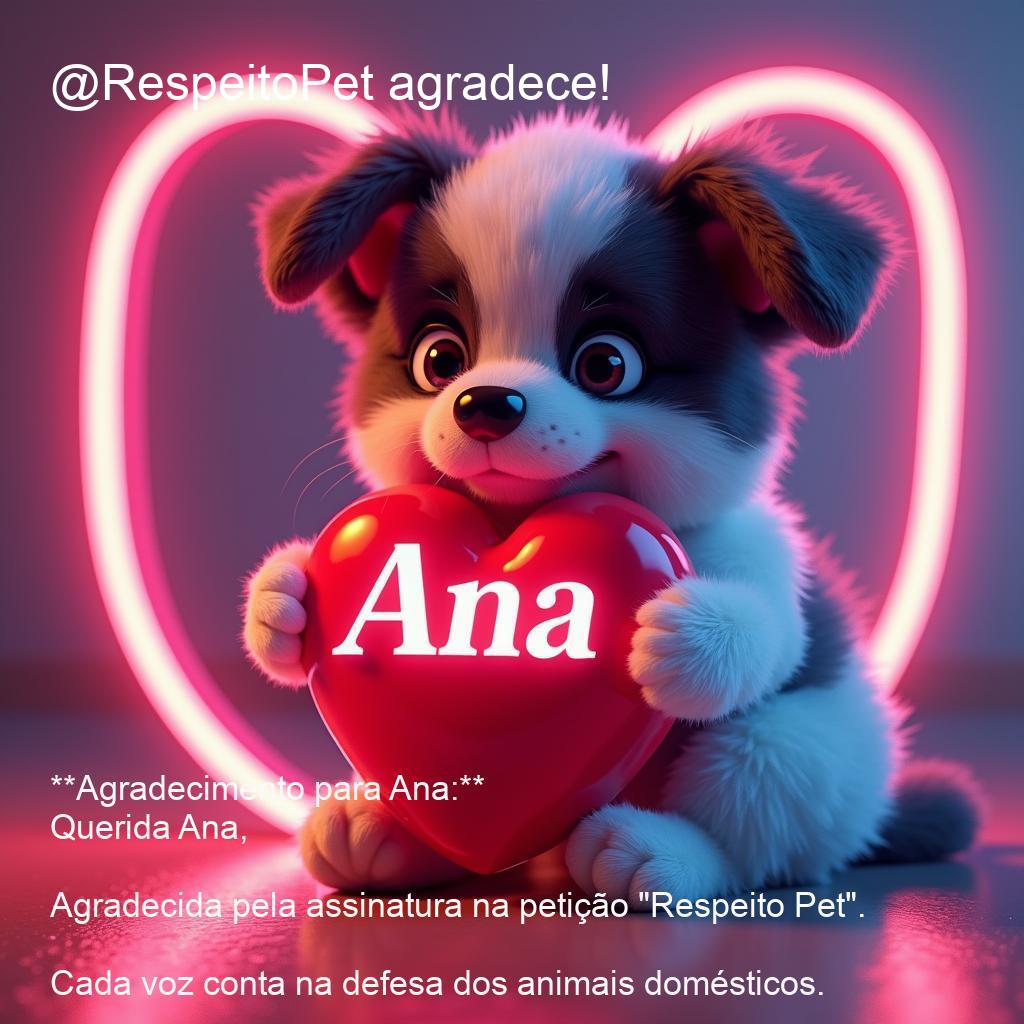 @RespeitoPet agradece!
Ana
**Agradecimento para Ana:**
Querida Ana,
Agradecida pela assinatura na petição "Respeito Pet".
Cada voz conta na defesa dos animais domésticos.